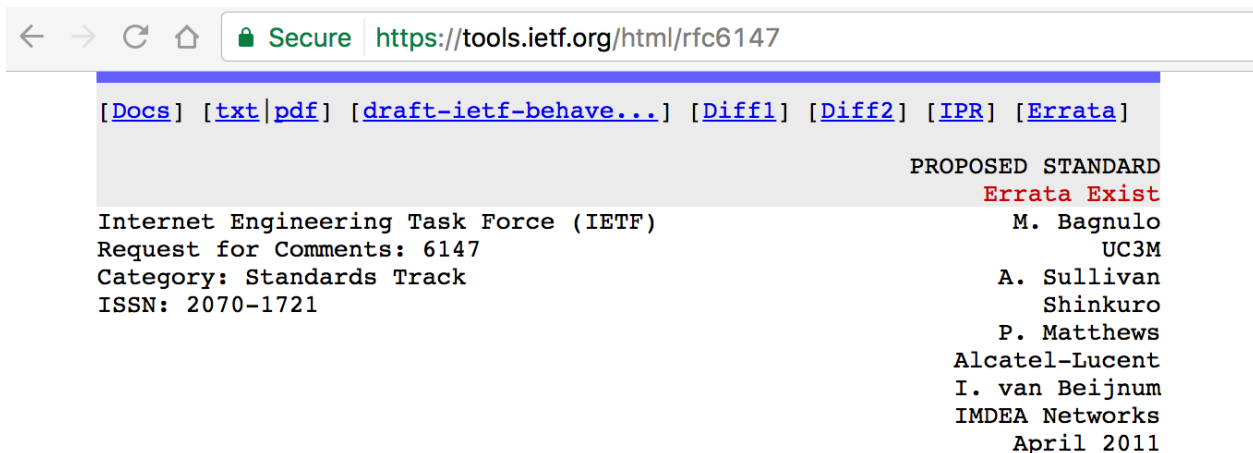 Secure https://tools.ietf.org/html/rfc6147
[Docs] [txt|pdf] [draft-ietf-behave...] [Diff1] [Diff2] [IPR] [Errata]
PROPOSED STANDARD
Errata Exist
Internet Engineering Task Force (IETF) M. Bagnulo
Request for Comments: 6147 UC3M
Category: Standards Track A. Sullivan
ISSN: 2070-1721 Shinkuro
P. Matthews
Alcatel-Lucent
I. van Beijnum
IMDEA Networks
April 2011